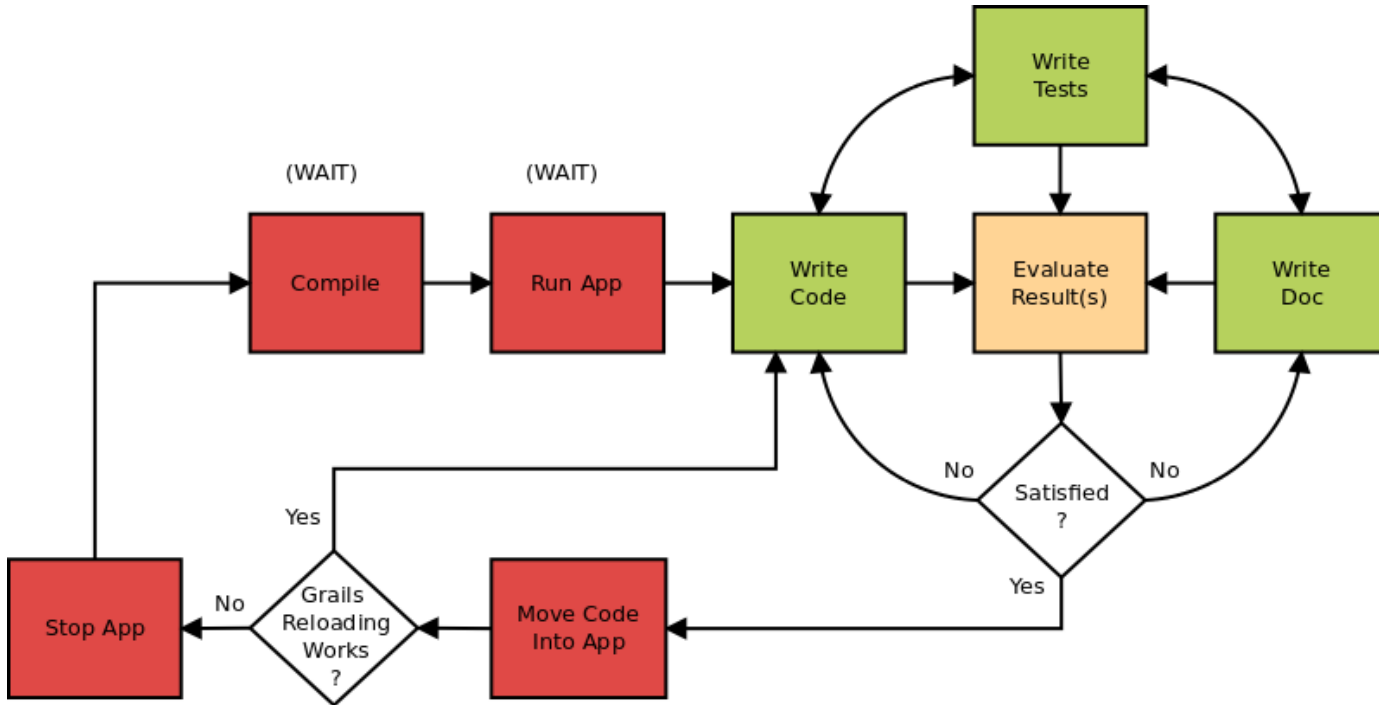 Write
Tests
(WAIT)
(WAIT)
Compile
Run App
Write
Code
Evaluate
Result(s)
Write
Doc
No
Satisfied
?
No
Yes
Yes
Stop App
No
Grails
Reloading
Works
?
Move Code
Into App